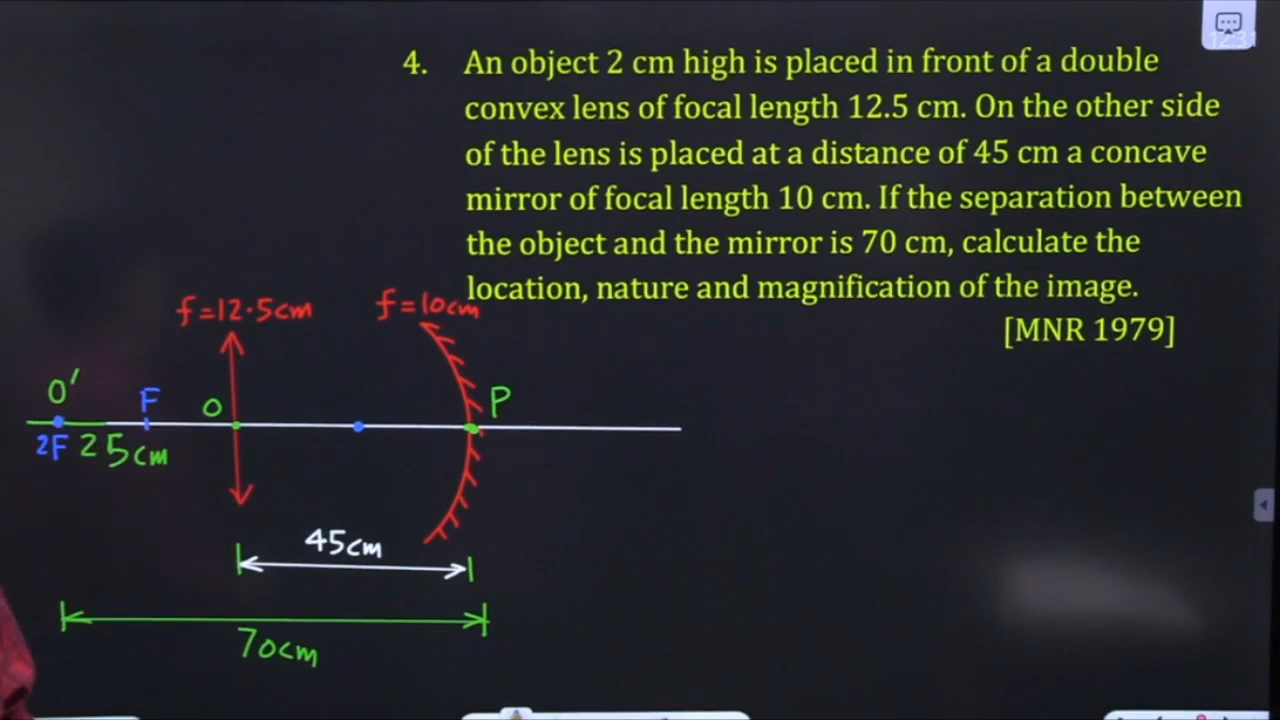 12:31
4. An object 2 cm high is placed in front of a double
convex lens of focal length 12.5 cm. On the other side
of the lens is placed at a distance of 45 cm a concave
mirror of focal length 10 cm. If the separation between
the object and the mirror is 70 cm, calculate the
location, nature and magnification of the image.
[MNR 1979]
f=12.5cm
f=10cm
O'
F
O
P
2F
25cm
45cm
70cm